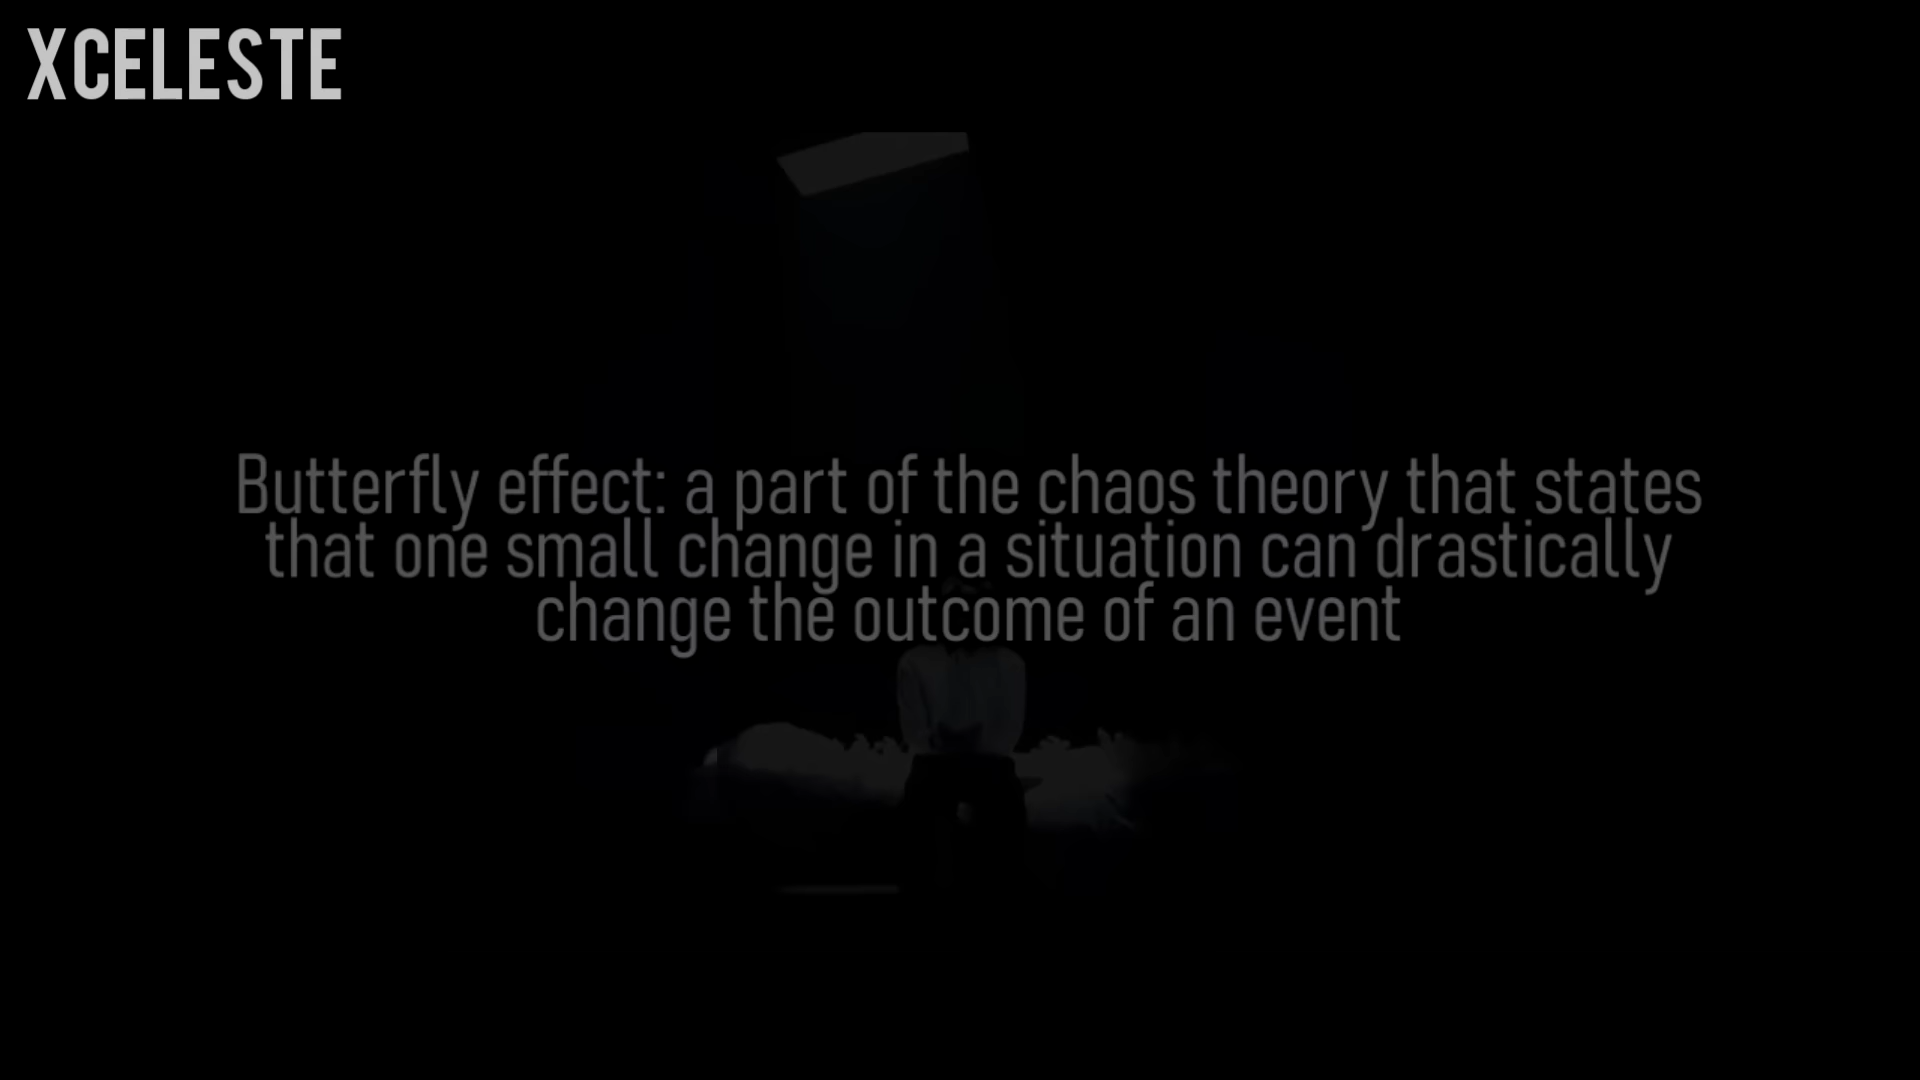 XCELESTE
Butterfly effect: a part of the chaos theory that states
that one small change in a situation can drastically
change the outcome of an event